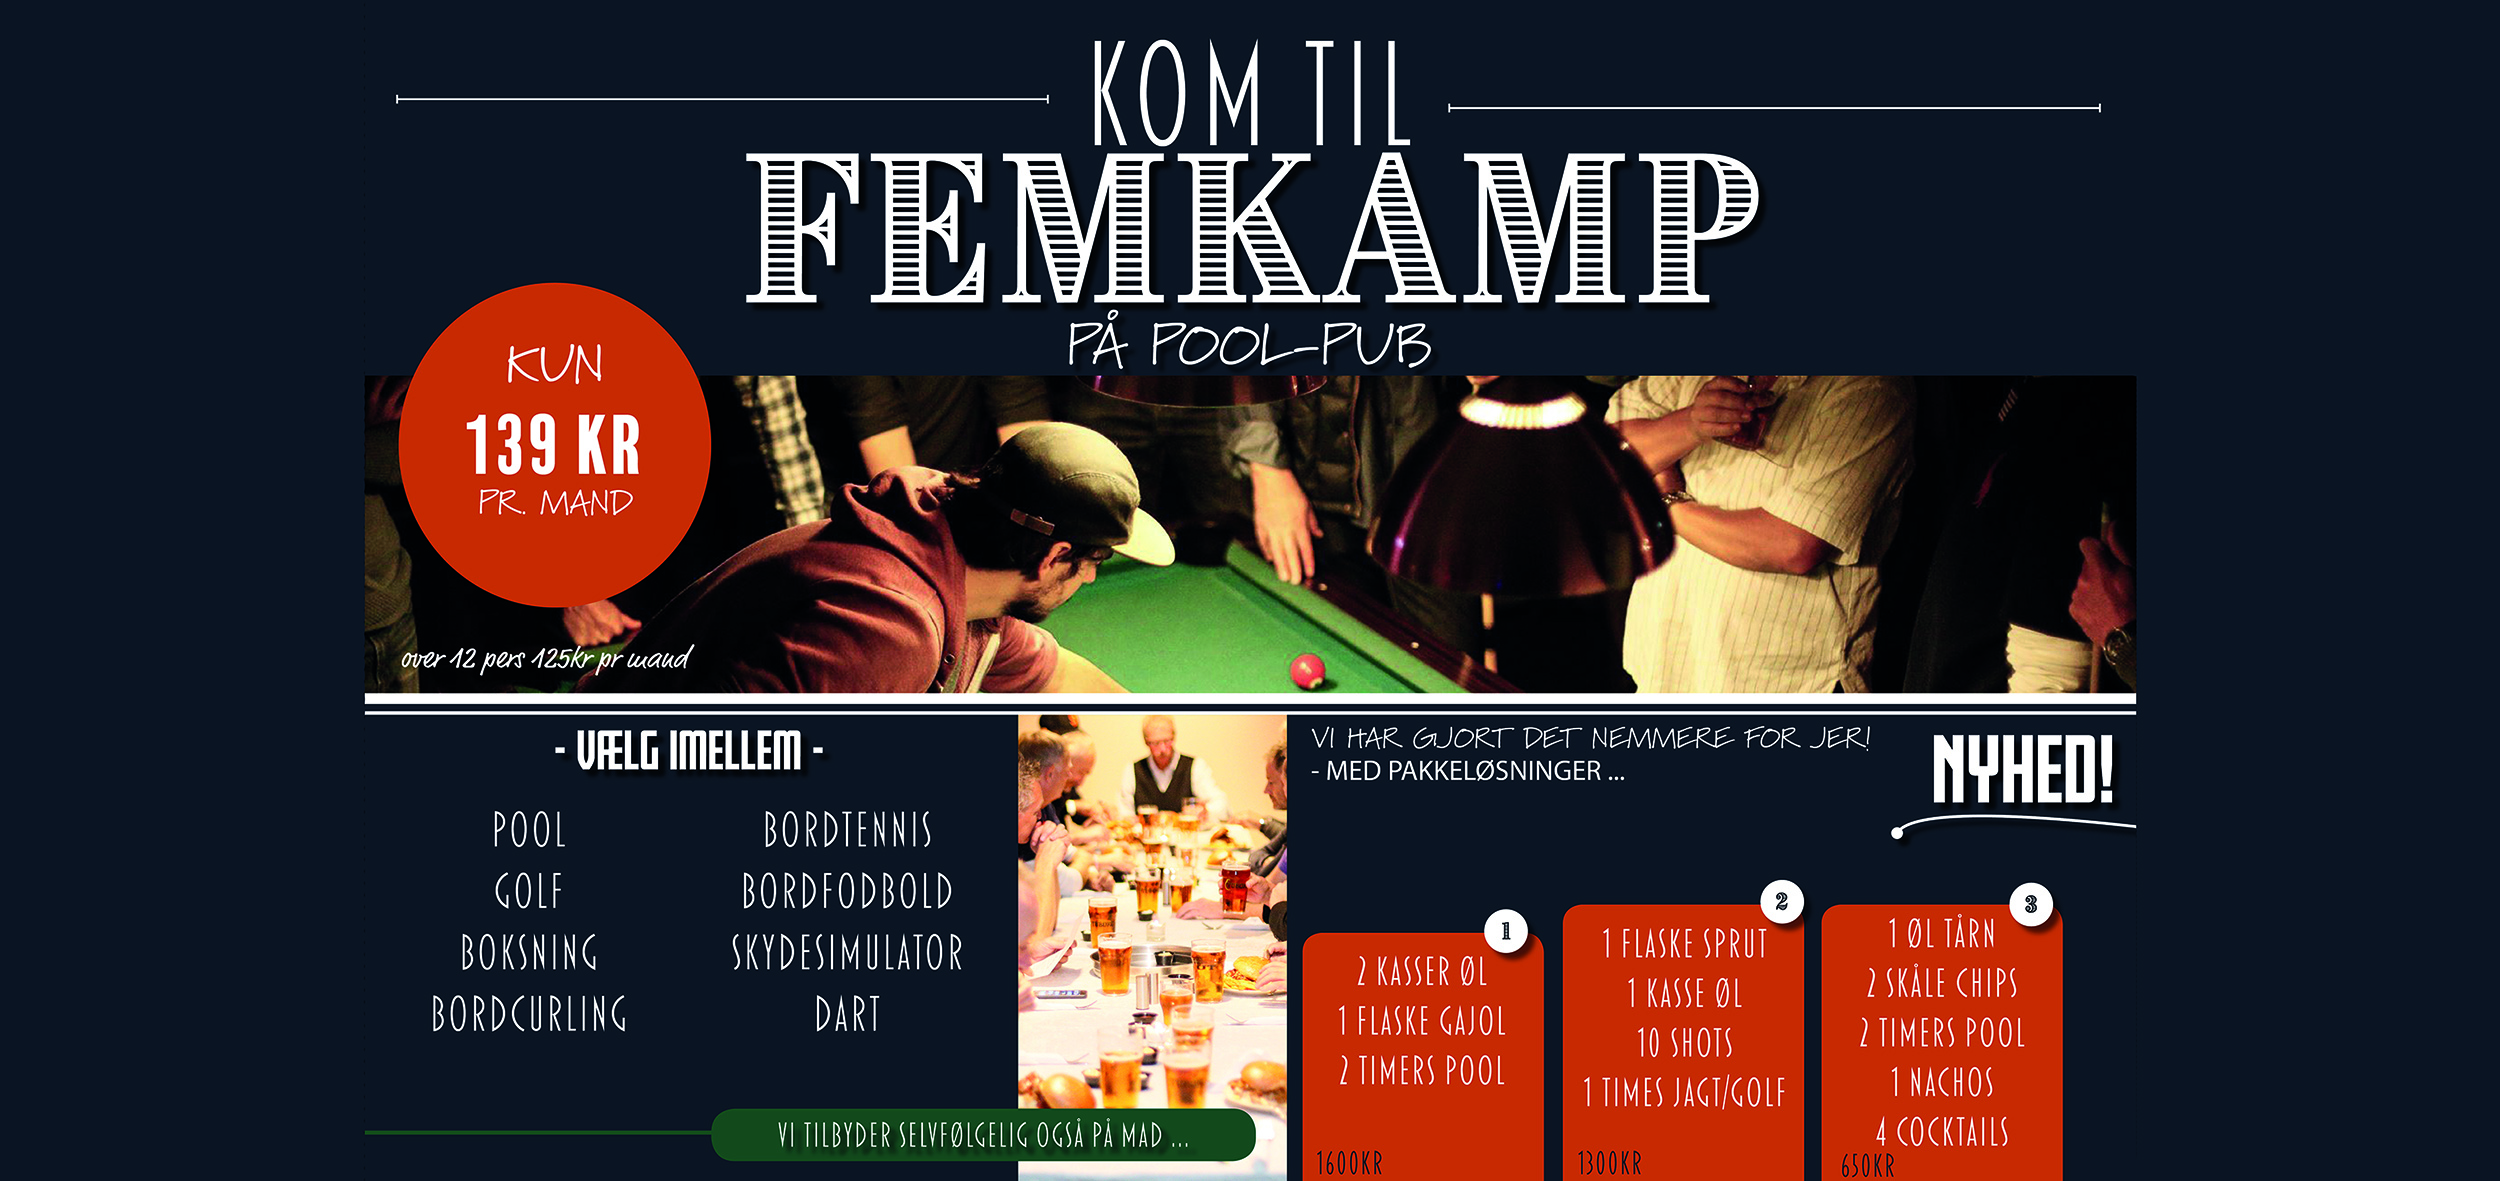 KOM TIL
FEMKAMP
PÅ POOL-PUB
KUN
139 KR
PR. MAND
over 12 pers 125kr pr mand
- VÆLG IMELLEM -
POOL
GOLF
BOKSNING
BORDCURLING
BORDTENNIS
BORDFODBOLD
SKYDESIMULATOR
DART
VI TILBYDER SELVFØLGELIG OGSÅ PÅ MAD ...
VI HAR GJORT DET NEMMERE FOR JER!
- MED PAKKELØSNINGER ...
NYHED!
1
2 KASSER ØL
1 FLASKE GAJOL
2 TIMERS POOL
1600KR
2
1 FLASKE SPRUT
1 KASSE ØL
10 SHOTS
1 TIMES JAGT/GOLF
1300KR
3
1 ØL TÅRN
2 SKÅLE CHIPS
2 TIMERS POOL
1 NACHOS
4 COCKTAILS
650KR